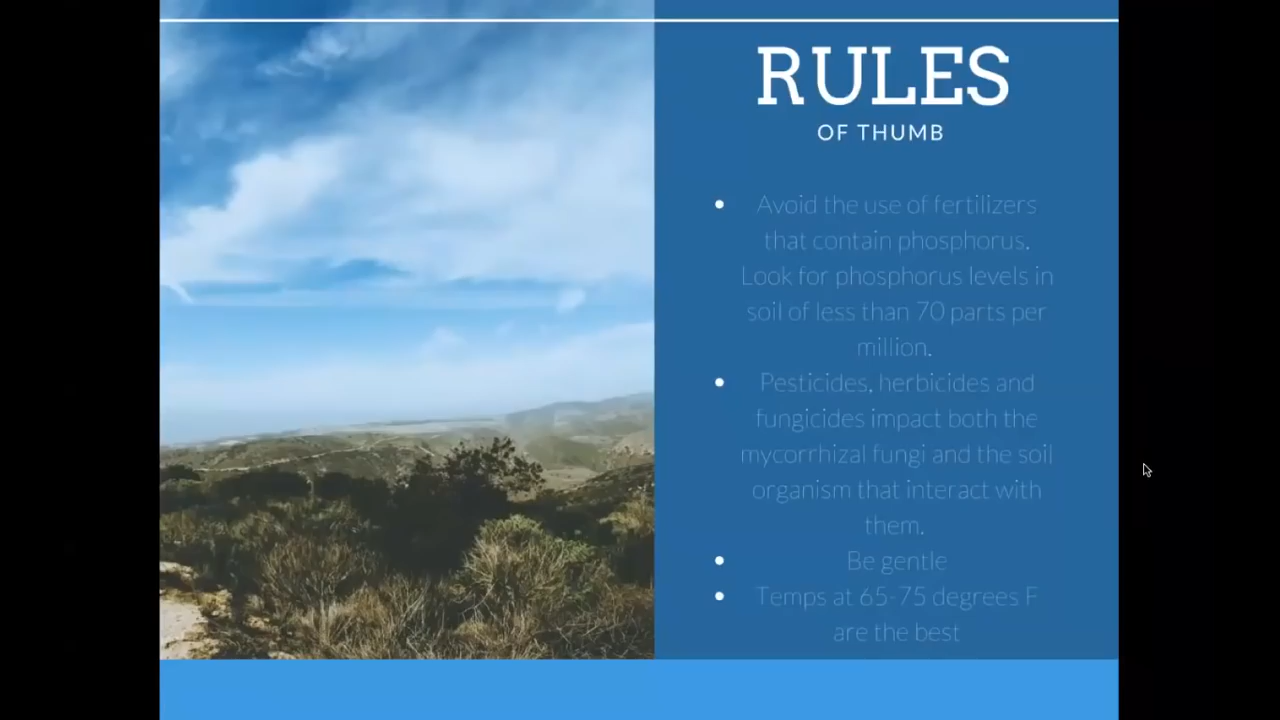 RULES
OF THUMB
• Avoid the use of fertilizers
that contain phosphorus.
Look for phosphorus levels in
soil of less than 70 parts per
million.
• Pesticides, herbicides and
fungicides impact both the
mycorrhizal fungi and the soil
organism that interact with
them.
• Be gentle
• Temps at 65-75 degrees F
are the best